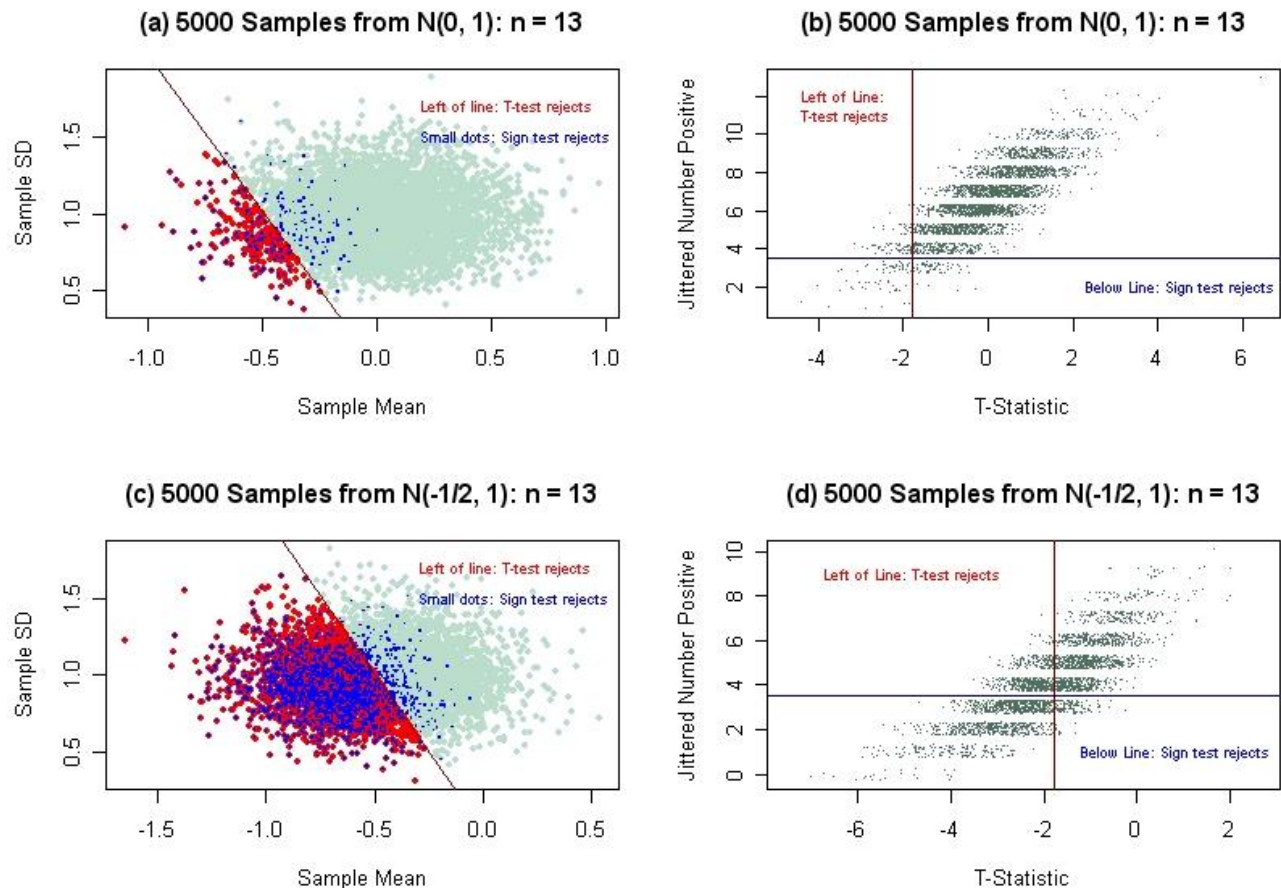 (a) 5000 Samples from N(0, 1): n = 13
Left of line: T-test rejects
Small dots: Sign test rejects
Sample SD
0.5 1.0 1.5
-1.0 -0.5 0.0 0.5 1.0
Sample Mean
(b) 5000 Samples from N(0, 1): n = 13
Left of Line:
T-test rejects
Below Line: Sign test rejects
Jittered Number Positive
2 4 6 8 10
-4 -2 0 2 4 6
T-Statistic
(c) 5000 Samples from N(-1/2, 1): n = 13
Left of line: T-test rejects
Small dots: Sign test rejects
Sample SD
0.5 1.0 1.5
-1.5 -1.0 -0.5 0.0 0.5
Sample Mean
(d) 5000 Samples from N(-1/2, 1): n = 13
Left of Line: T-test rejects
Below Line: Sign test rejects
Jittered Number Positive
0 2 4 6 8 10
-6 -4 -2 0 2
T-Statistic